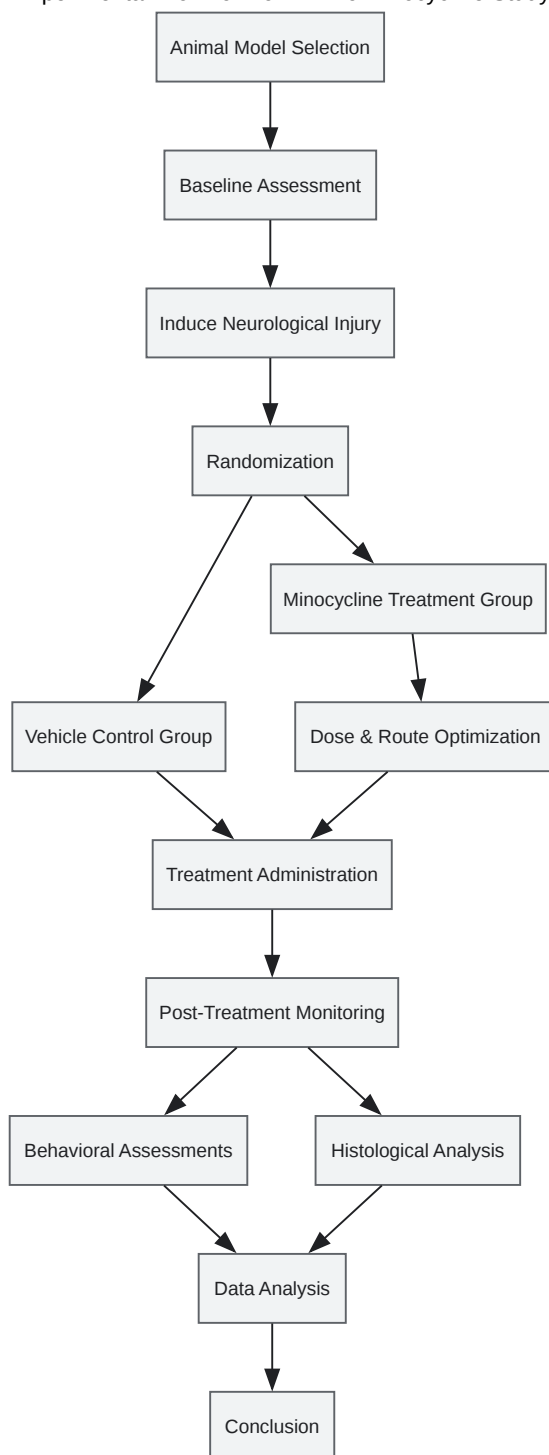 Animal Model Selection
Baseline Assessment
Induce Neurological Injury
Randomization
Minocycline Treatment Group
Vehicle Control Group
Dose & Route Optimization
Treatment Administration
Post-Treatment Monitoring
Behavioral Assessments
Histological Analysis
Data Analysis
Conclusion